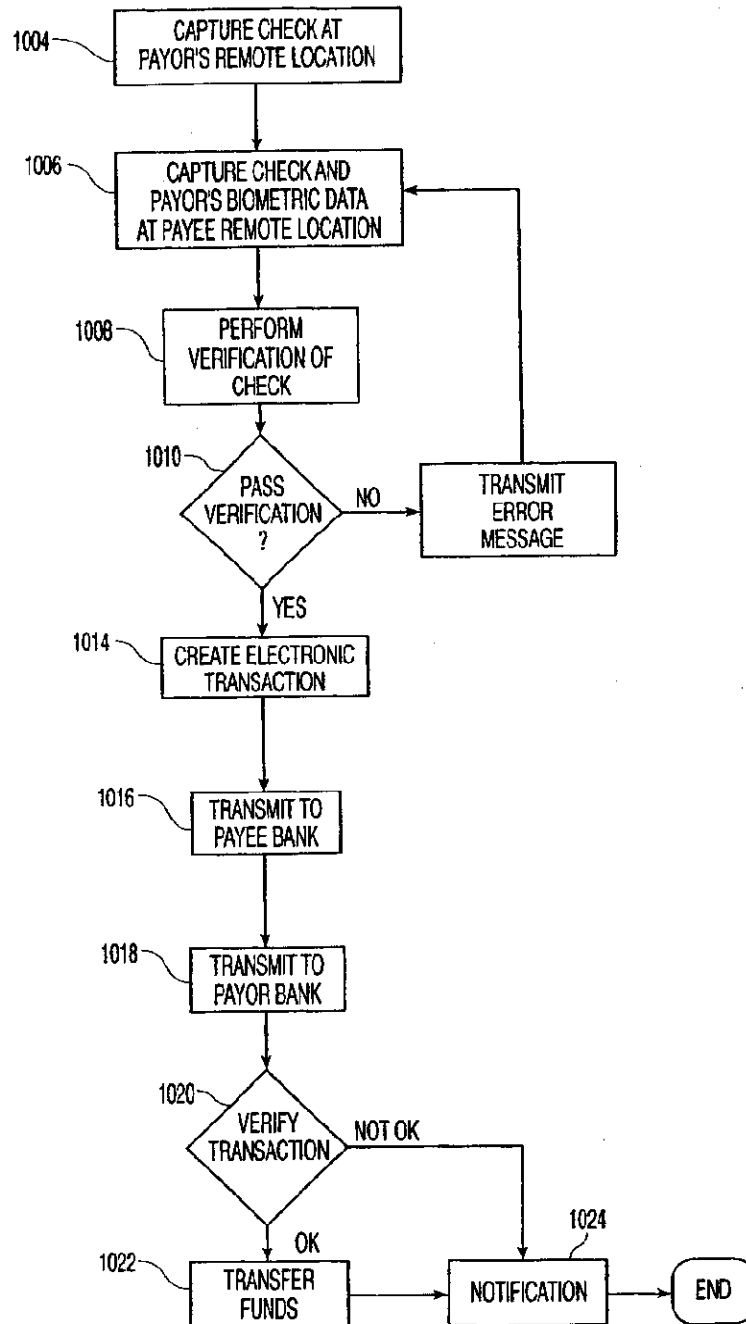 1004
CAPTURE CHECK AT
PAYOR'S REMOTE LOCATION
1006
CAPTURE CHECK AND
PAYOR'S BIOMETRIC DATA
AT PAYEE REMOTE LOCATION
1008
PERFORM
VERIFICATION OF
CHECK
1010
PASS
VERIFICATION
?
NO
TRANSMIT
ERROR
MESSAGE
YES
1014
CREATE ELECTRONIC
TRANSACTION
1016
TRANSMIT TO
PAYEE BANK
1018
TRANSMIT TO
PAYOR BANK
1020
VERIFY
TRANSACTION
NOT OK
OK
1022
TRANSFER
FUNDS
1024
NOTIFICATION
END